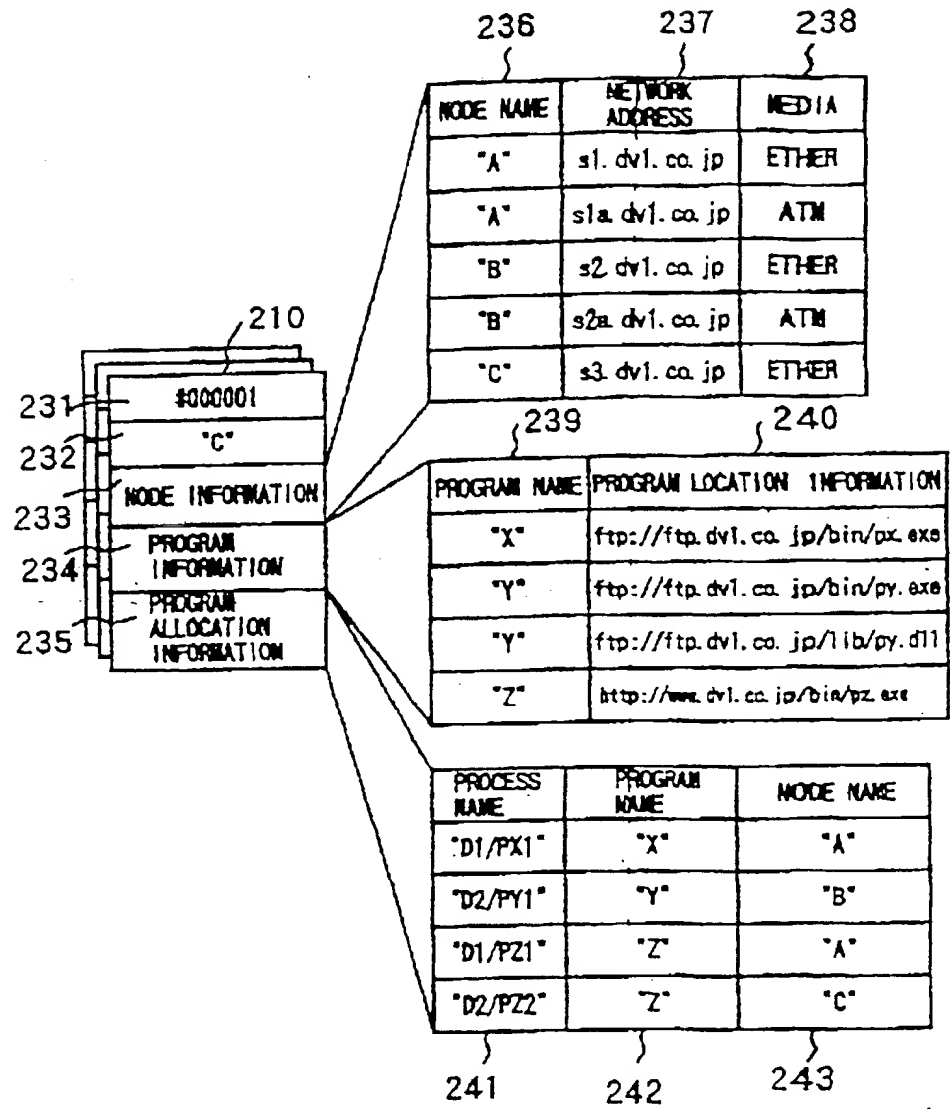 236 237 238
NODE NAME NETWORK ADDRESS MEDIA
"A" s1.dv1.co.jp ETHER
"A" s1a.dv1.co.jp ATM
"B" s2.dv1.co.jp ETHER
"B" s2a.dv1.co.jp ATM
"C" s3.dv1.co.jp ETHER
210
231 #000001
232 "C"
233 NODE INFORMATION
234 PROGRAM INFORMATION
235 PROGRAM ALLOCATION INFORMATION
239 240
PROGRAM NAME PROGRAM LOCATION INFORMATION
"X" ftp://ftp.dv1.co.jp/bin/px.exe
"Y" ftp://ftp.dv1.co.jp/bin/py.exe
"Y" ftp://ftp.dv1.co.jp/lib/py.dll
"Z" http://www.dv1.co.jp/bin/pz.exe
PROCESS NAME PROGRAM NAME NODE NAME
"D1/PX1" "X" "A"
"D2/PY1" "Y" "B"
"D1/PZ1" "Z" "A"
"D2/PZ2" "Z" "C"
241 242 243